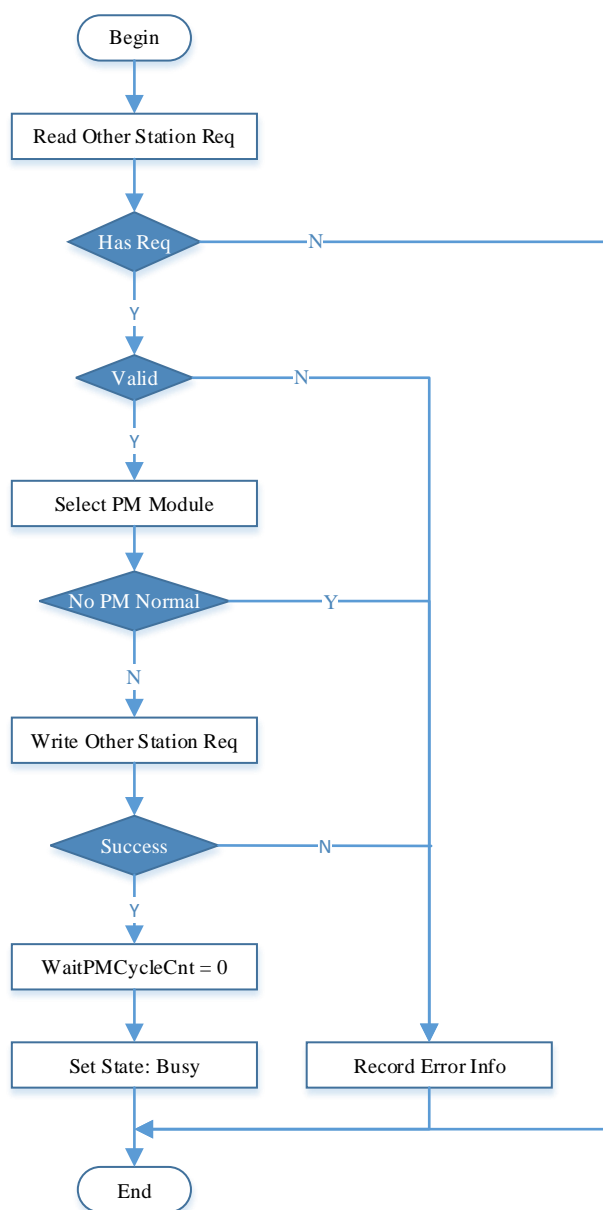 Begin
Read Other Station Req
Has Req
N
Y
Valid
N
Y
Select PM Module
No PM Normal
Y
N
Write Other Station Req
Success
N
Y
WaitPMCycleCnt = 0
Set State: Busy
Record Error Info
End